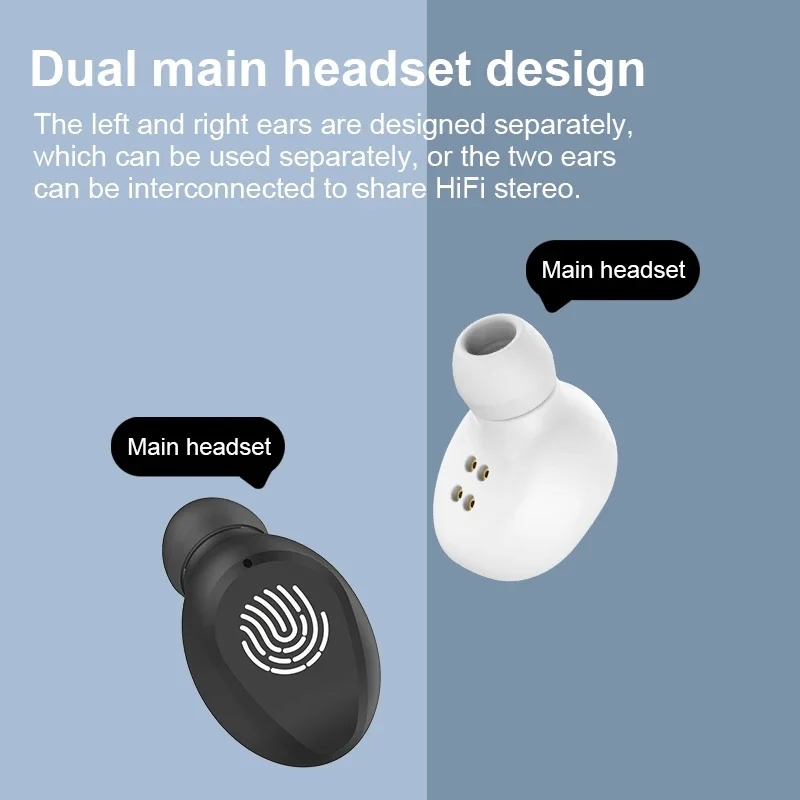 Dual main headset design
The left and right ears are designed separately,
which can be used separately, or the two ears
can be interconnected to share HiFi stereo.
Main headset
Main headset